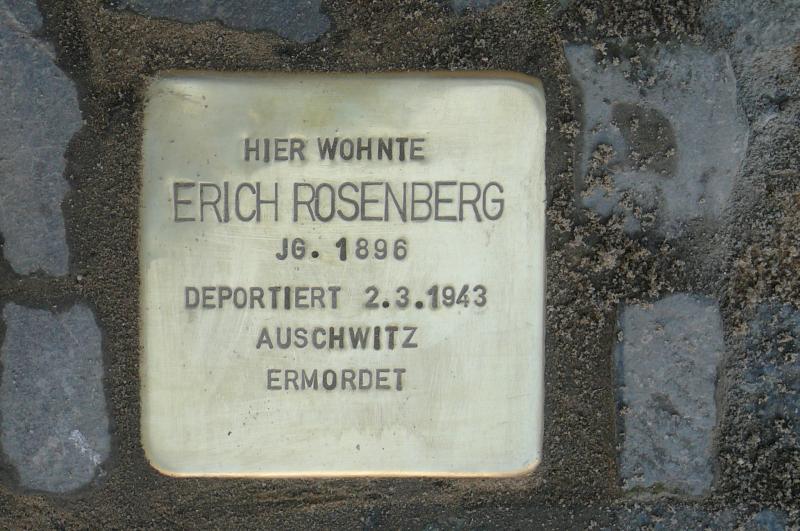 HIER WOHNTE
ERICH ROSENBERG
JG. 1896
DEPORTIERT 2.3.1943
AUSCHWITZ
ERMORDET